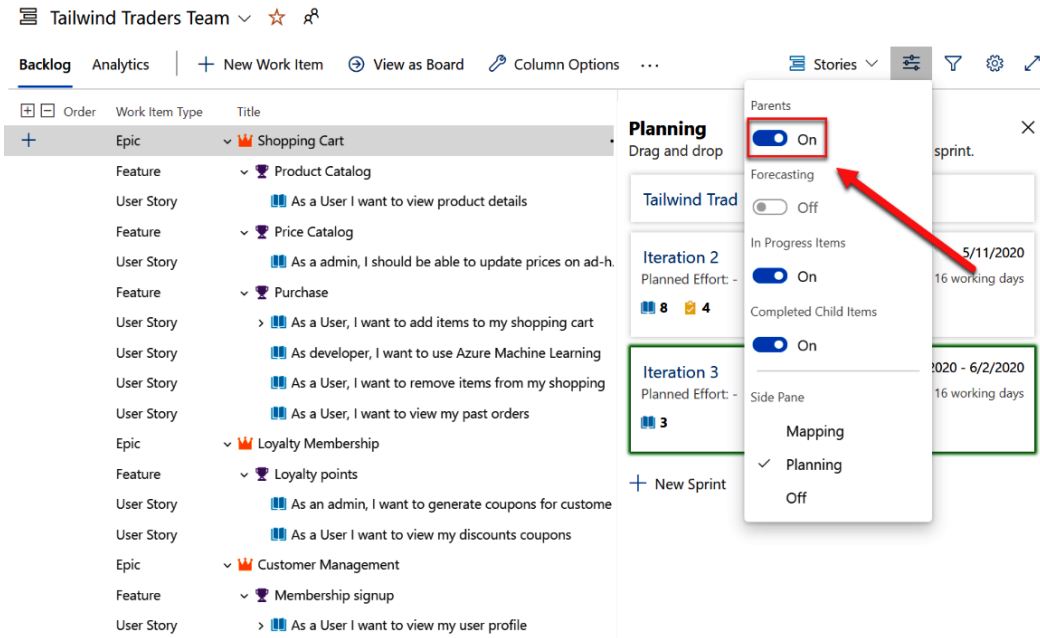 Tailwind Traders Team
Backlog Analytics New Work Item View as Board Column Options ... Stories
Order Work Item Type Title
Epic Shopping Cart
Feature Product Catalog
User Story As a User I want to view product details
Feature Price Catalog
User Story As a admin, I should be able to update prices on ad-h.
Feature Purchase
User Story As a User, I want to add items to my shopping cart
User Story As developer, I want to use Azure Machine Learning
User Story As a User, I want to remove items from my shopping
User Story As a User, I want to view my past orders
Epic Loyalty Membership
Feature Loyalty points
User Story As an admin, I want to generate coupons for custome
User Story As a User I want to view my discounts coupons
Epic Customer Management
Feature Membership signup
User Story As a User I want to view my user profile
Planning
Drag and drop sprint.
Tailwind Trad
Iteration 2 5/11/2020
Planned Effort: - 16 working days
8 4
Iteration 3 2020 - 6/2/2020
Planned Effort: - 16 working days
3
New Sprint
Parents
On
Forecasting
Off
In Progress Items
On
Completed Child Items
On
Side Pane
Mapping
Planning
Off